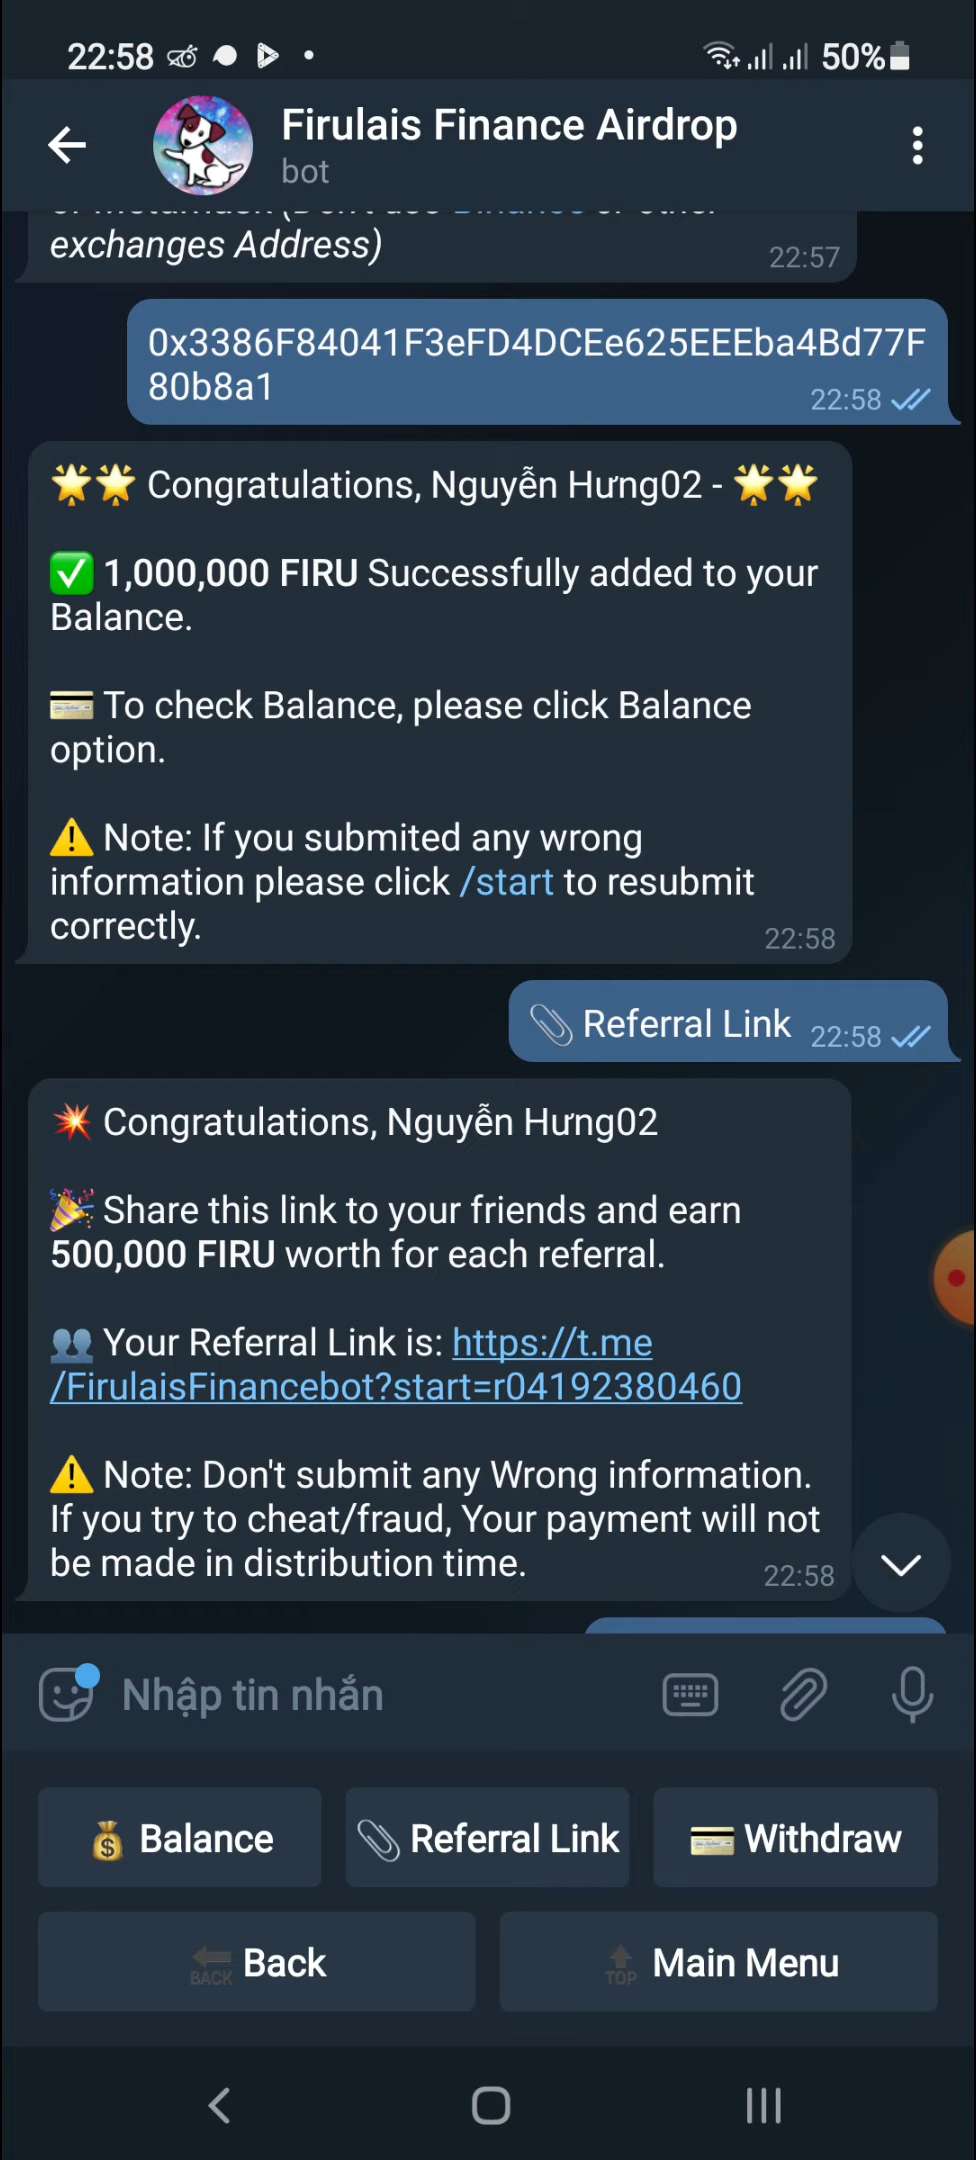 22:58
50%
Firulais Finance Airdrop
bot
exchanges Address)
22:57
0x3386F84041F3eFD4DCEe625EEEba4Bd77F
80b8a1
22:58
Congratulations, Nguyễn Hưng02 -
1,000,000 FIRU Successfully added to your
Balance.
To check Balance, please click Balance
option.
Note: If you submited any wrong
information please click /start to resubmit
correctly.
22:58
Referral Link
22:58
Congratulations, Nguyễn Hưng02
Share this link to your friends and earn
500,000 FIRU worth for each referral.
Your Referral Link is: https://t.me
/FirulaisFinancebot?start=r04192380460
Note: Don't submit any Wrong information.
If you try to cheat/fraud, Your payment will not
be made in distribution time.
22:58
Nhập tin nhắn
Balance
Referral Link
Withdraw
BACK Back
TOP Main Menu